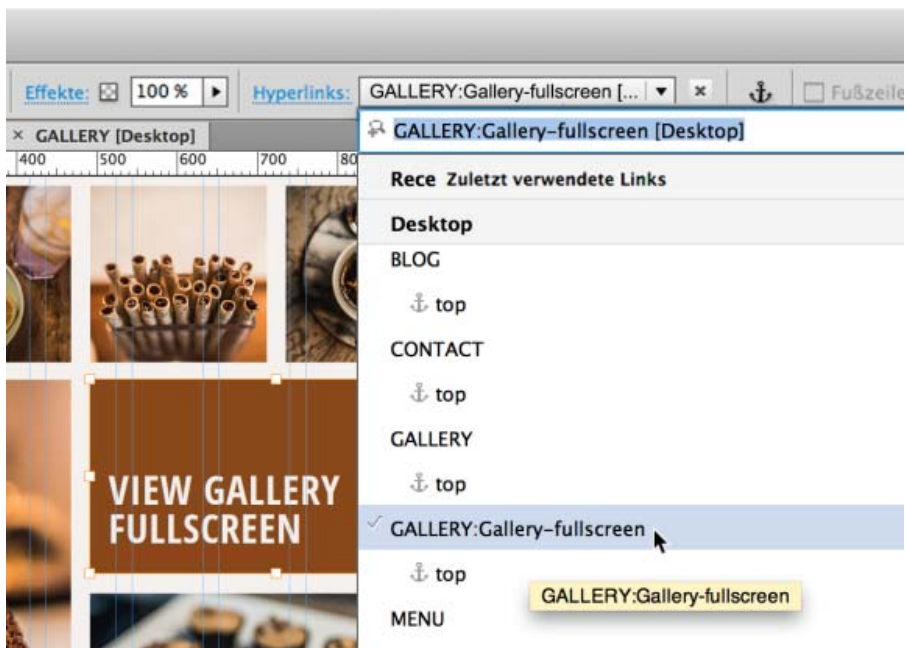 Effekte: 100 % Hyperlinks: GALLERY:Gallery-fullscreen [... Fußzeile
× GALLERY [Desktop]
GALLERY:Gallery-fullscreen [Desktop]
400 500 600 700 80
Rece Zuletzt verwendete Links
Desktop
BLOG
top
CONTACT
top
GALLERY
top
VIEW GALLERY
FULLSCREEN
GALLERY:Gallery-fullscreen
top
GALLERY:Gallery-fullscreen
MENU